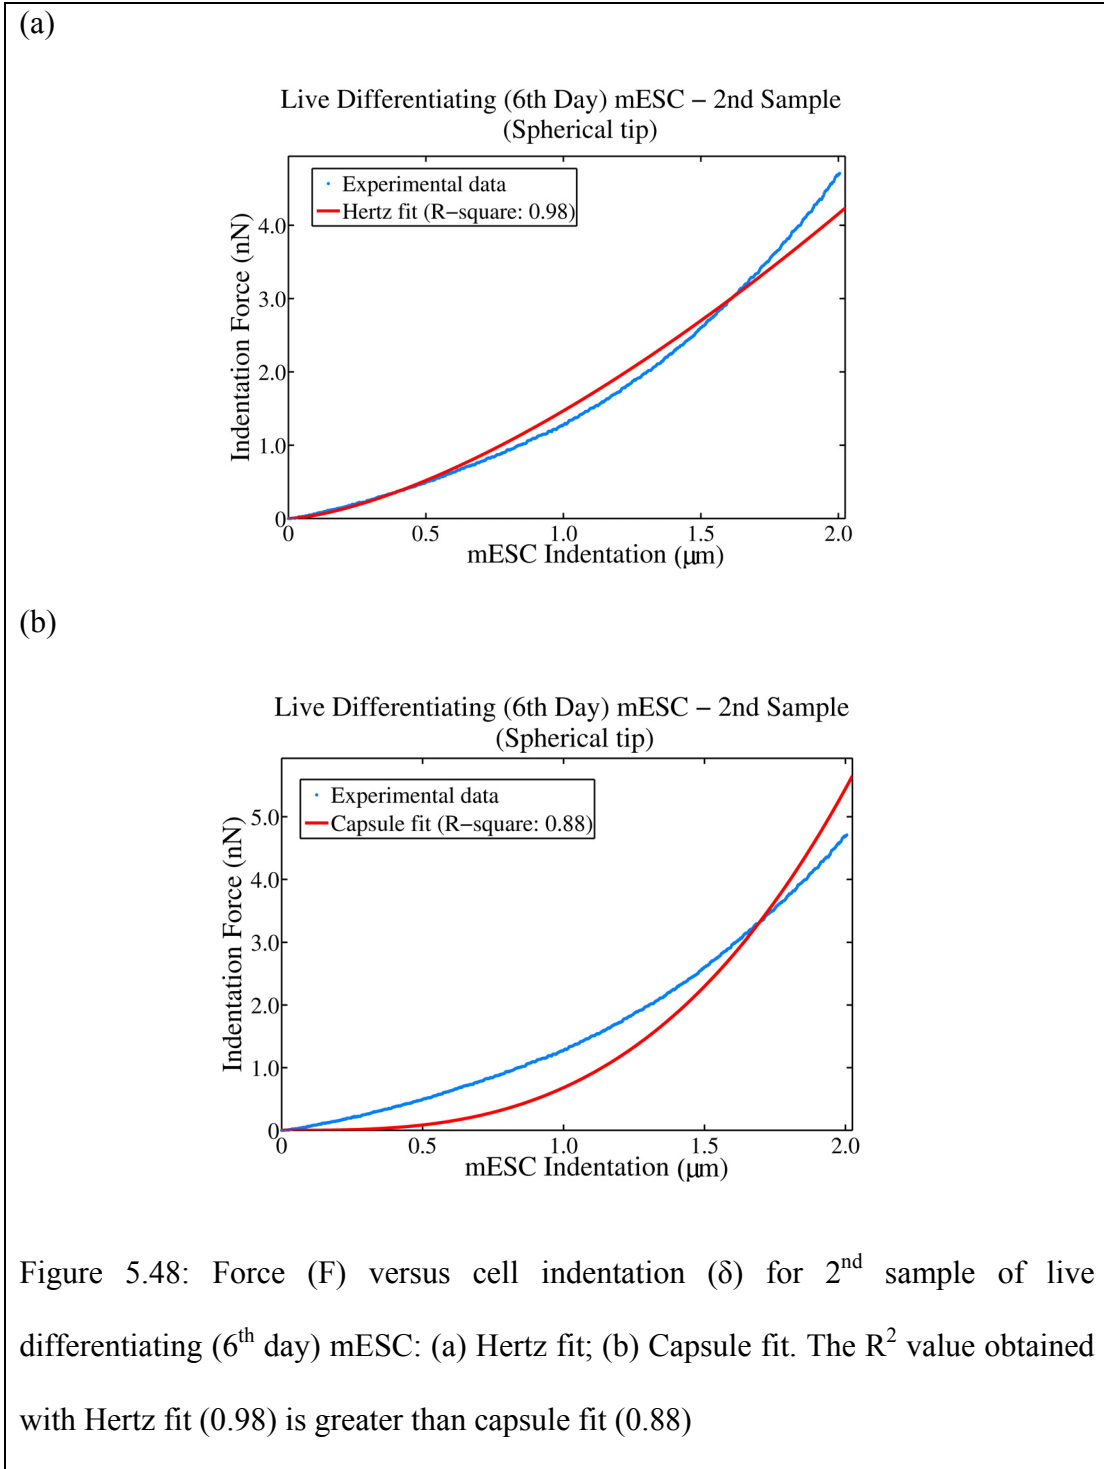 (a)
Live Differentiating (6th Day) mESC − 2nd Sample
(Spherical tip)
Experimental data
Hertz fit (R−square: 0.98)
Indentation Force (nN)
4.0
3.0
2.0
1.0
0
0 0.5 1.0 1.5 2.0
mESC Indentation (μm)
(b)
Live Differentiating (6th Day) mESC − 2nd Sample
(Spherical tip)
Experimental data
Capsule fit (R−square: 0.88)
Indentation Force (nN)
5.0
4.0
3.0
2.0
1.0
0
0 0.5 1.0 1.5 2.0
mESC Indentation (μm)
Figure 5.48: Force (F) versus cell indentation (δ) for 2nd sample of live
differentiating (6th day) mESC: (a) Hertz fit; (b) Capsule fit. The R2 value obtained
with Hertz fit (0.98) is greater than capsule fit (0.88)